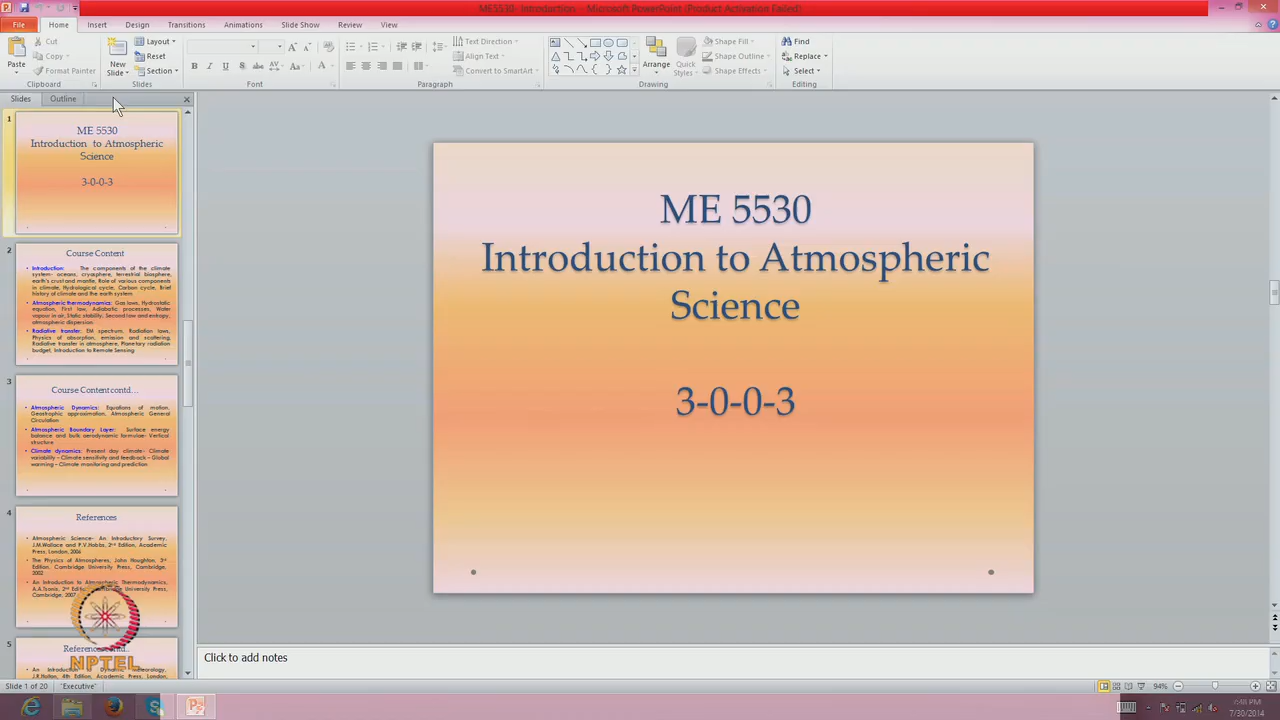 ME5530- Introduction - Microsoft PowerPoint (Product Activation Failed)
File Home Insert Design Transitions Animations Slide Show Review View
Paste
Cut
Copy
Format Painter
Clipboard
New
Slide
Layout
Reset
Section
Slides
Font
Paragraph
Text Direction
Align Text
Convert to SmartArt
Arrange
Quick
Styles
Shape Fill
Shape Outline
Shape Effects
Drawing
Find
Replace
Select
Editing
Slides Outline
1
ME 5530
Introduction to Atmospheric
Science
3-0-0-3
2
Course Content
• Introduction: The components of the climate
system- oceans, cryosphere, terrestrial biosphere,
earth's crust and mantle, Role of various components
in climate, Hydrological cycle, Carbon cycle, Brief
history of climate and the earth system
• Atmospheric thermodynamics: Gas laws, Hydrostatic
equation, First law, Adiabatic processes, Water
vapour in air, Static stability, Second law and entropy,
atmospheric dispersion
• Radiative transfer: EM spectrum, Radiation laws,
Physics of absorption, emission and scattering,
Radiative transfer in atmosphere, Planetary radiation
budget, Introduction to Remote Sensing
3
Course Content contd...
• Atmospheric Dynamics: Equations of motion,
Geostrophic approximation, Atmospheric General
Circulation
• Atmospheric Boundary Layer: Surface energy
balance and bulk aerodynamic formulae- Vertical
structure
• Climate dynamics: Present day climate- Climate
variability – Climate sensitivity and feedback – Global
warming – Climate monitoring and prediction
4
References
• Atmospheric Science- An Introductory Survey,
J.M.Wallace and P.V.Hobbs, 2nd Edition, Academic
Press, London, 2006
• The Physics of Atmospheres, John Houghton, 3rd
Edition, Cambridge University Press, Cambridge,
2002
• An Introduction to Atmospheric Thermodynamics,
A.A.Tsonis, 2nd University Press,
Cambridge, 2007
5
References contd..
• An Introduction Dynamic Meteorology,
J.R.Holton, 4th Edition, Academic Press, London,
NPTEL
ME 5530
Introduction to Atmospheric
Science
3-0-0-3
Click to add notes
Slide 1 of 20 "Executive" 94%
7:48 PM
7/30/2014